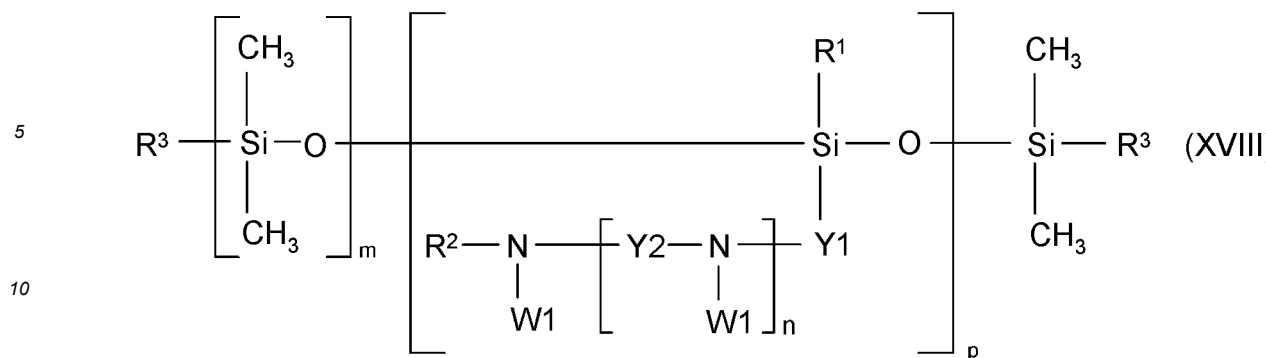 CH₃ R¹ CH₃
5 R³ Si O Si O Si R³ (XVIII
CH₃ m R² N Y2 N Y1 CH₃
10 W1 W1 n
p